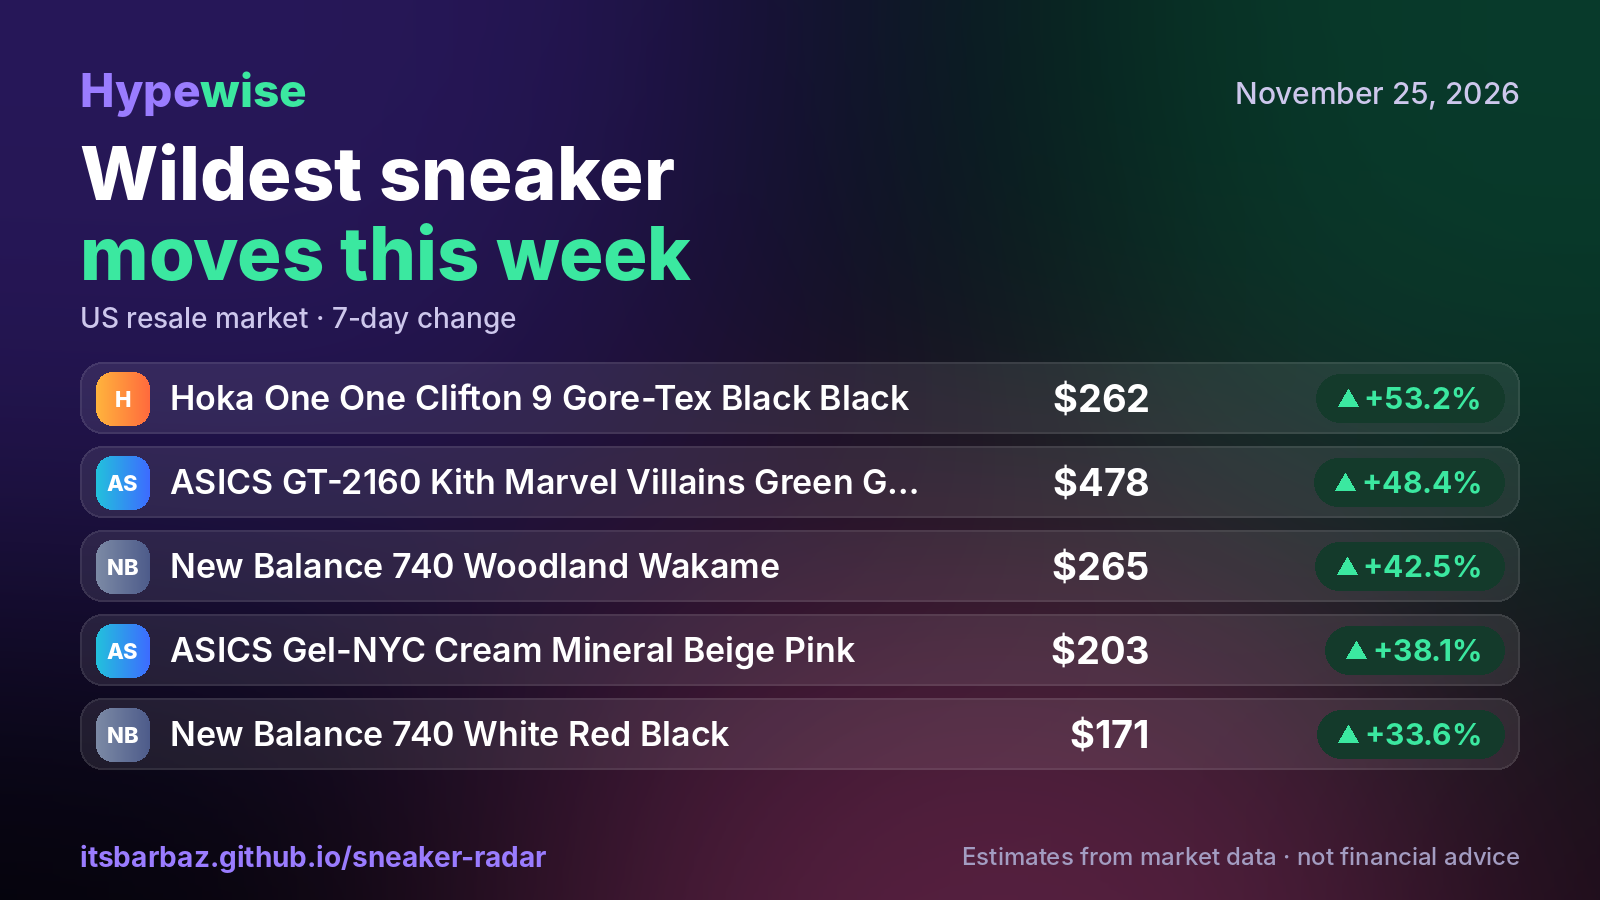 Hypewise
November 25, 2026
Wildest sneaker
moves this week
US resale market · 7-day change
H Hoka One One Clifton 9 Gore-Tex Black Black $262 ▲+53.2%
AS ASICS GT-2160 Kith Marvel Villains Green G... $478 ▲+48.4%
NB New Balance 740 Woodland Wakame $265 ▲+42.5%
AS ASICS Gel-NYC Cream Mineral Beige Pink $203 ▲+38.1%
NB New Balance 740 White Red Black $171 ▲+33.6%
itsbarbaz.github.io/sneaker-radar
Estimates from market data · not financial advice